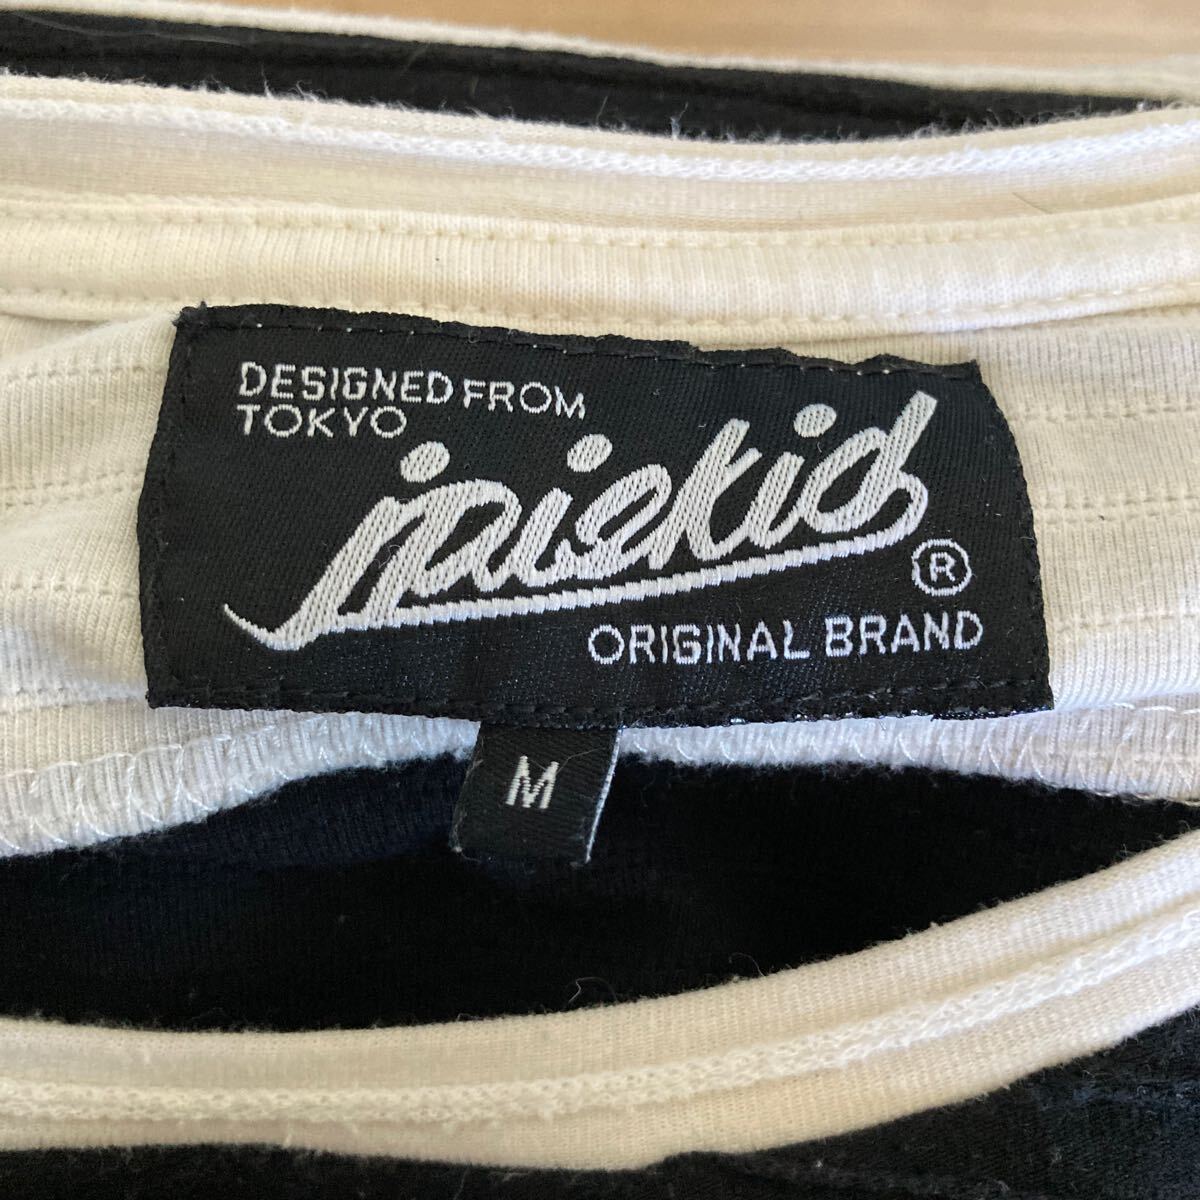 DESIGNED FROM
TOKYO
®
ORIGINAL BRAND
M